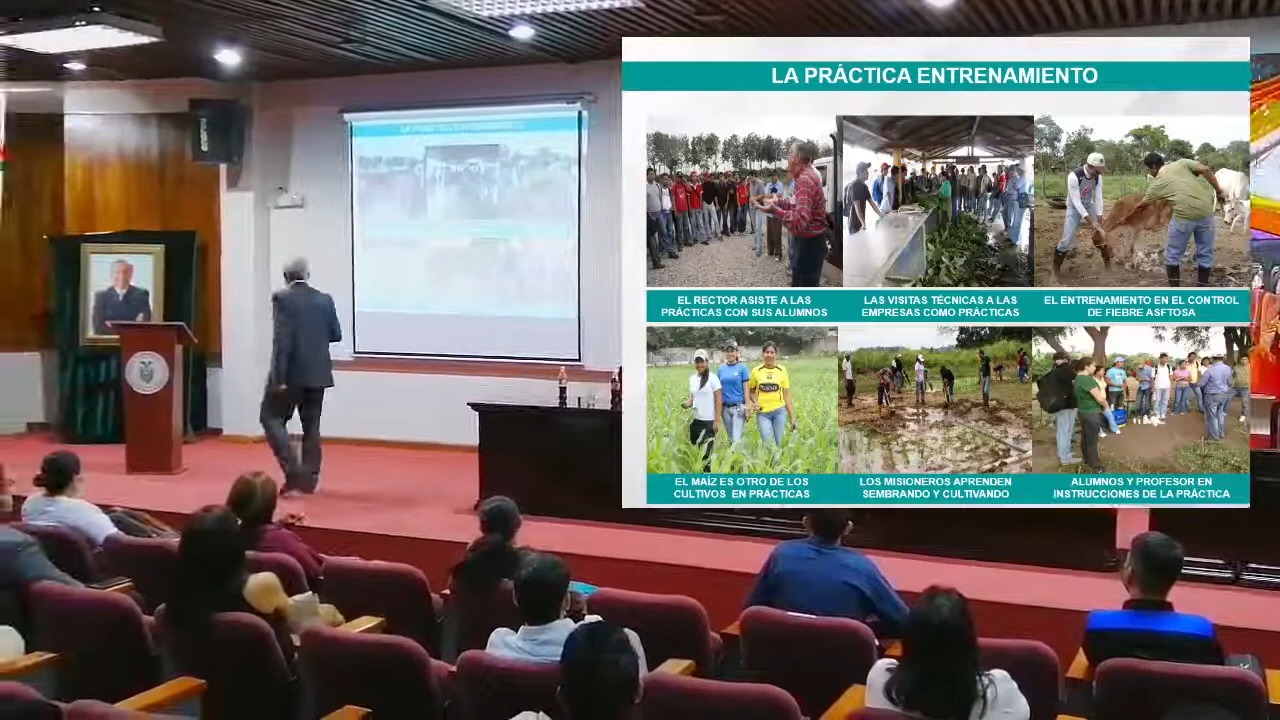 LA PRÁCTICA ENTRENAMIENTO
EL RECTOR ASISTE A LAS
PRÁCTICAS CON SUS ALUMNOS
LAS VISITAS TÉCNICAS A LAS
EMPRESAS COMO PRÁCTICAS
EL ENTRENAMIENTO EN EL CONTROL
DE FIEBRE ASFTOSA
EL MAÍZ ES OTRO DE LOS
CULTIVOS EN PRÁCTICAS
LOS MISIONEROS APRENDEN
SEMBRANDO Y CULTIVANDO
ALUMNOS Y PROFESOR EN
INSTRUCCIONES DE LA PRÁCTICA